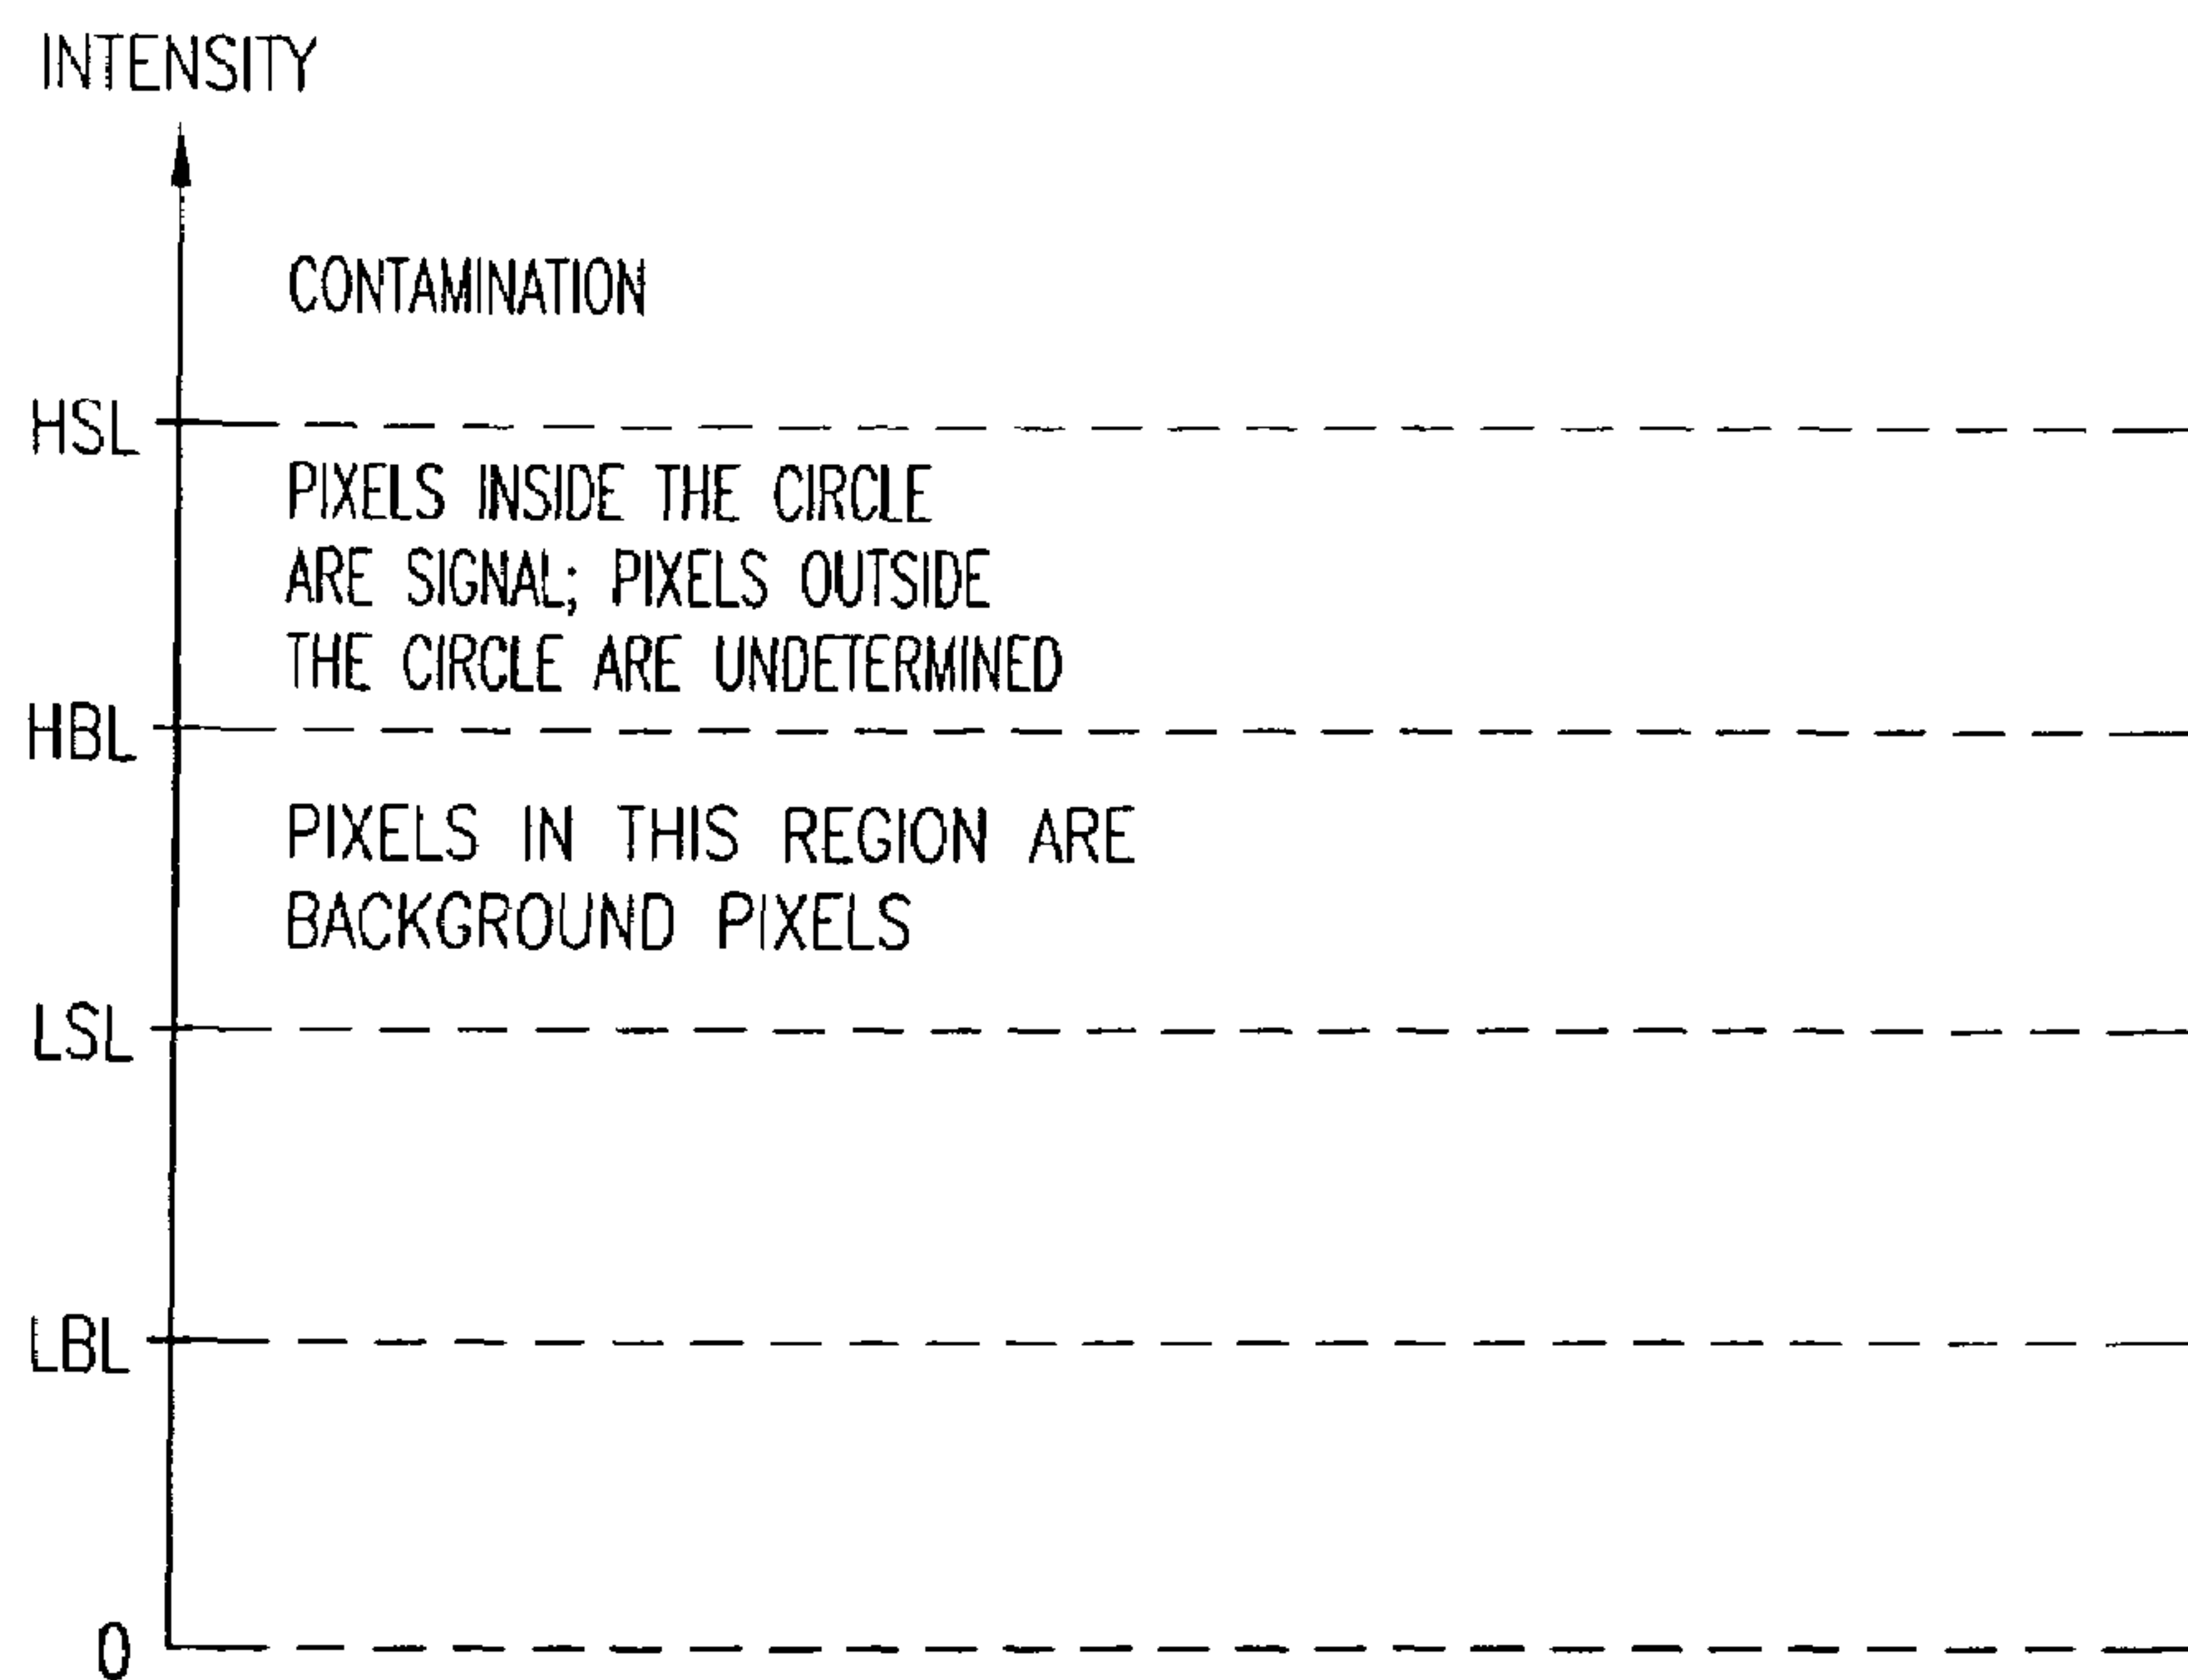 INTENSITY
CONTAMINATION
HSL
PIXELS INSIDE THE CIRCLE
ARE SIGNAL; PIXELS OUTSIDE
THE CIRCLE ARE UNDETERMINED
HBL
PIXELS IN THIS REGION ARE
BACKGROUND PIXELS
LSL
LBL
0